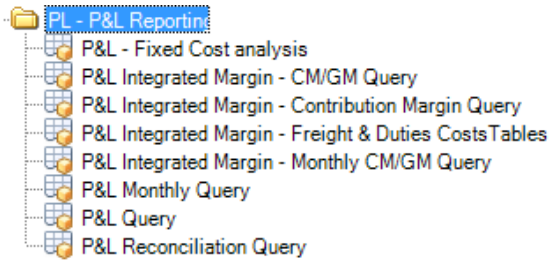 PL - P&L Reporting
P&L - Fixed Cost analysis
P&L Integrated Margin - CM/GM Query
P&L Integrated Margin - Contribution Margin Query
P&L Integrated Margin - Freight & Duties CostsTables
P&L Integrated Margin - Monthly CM/GM Query
P&L Monthly Query
P&L Query
P&L Reconciliation Query